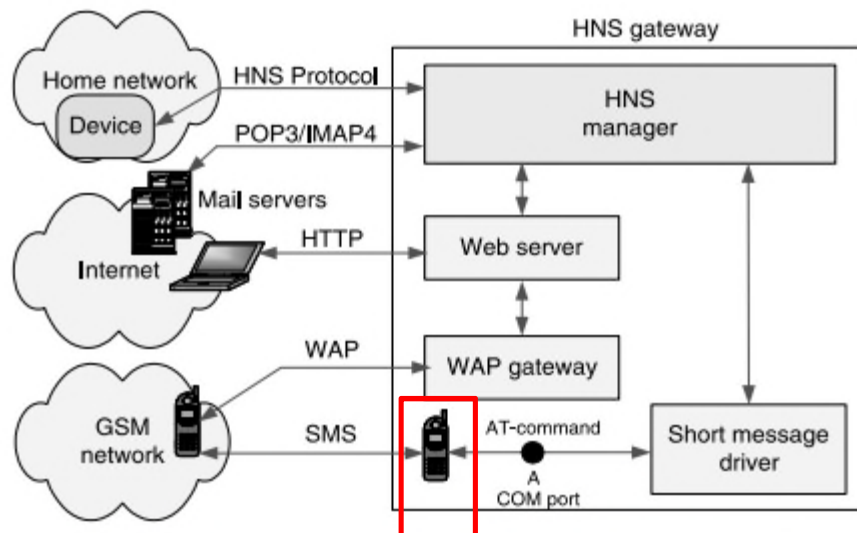 HNS gateway
Home network
Device
HNS Protocol
HNS
manager
POP3/IMAP4
Mail servers
Internet
HTTP
Web server
WAP
WAP gateway
GSM
network
SMS
AT-command
A
COM port
Short message
driver